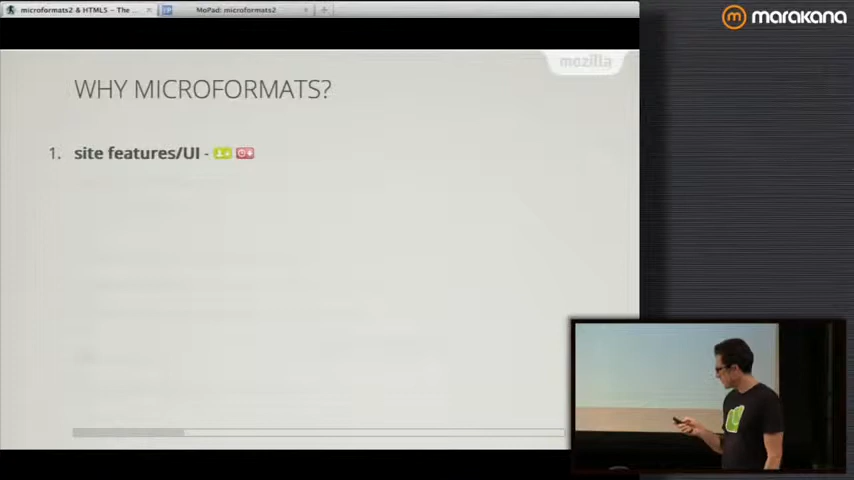 microformats2 & HTML5 – The ...
MoPad: microformats2
marakana
mozilla
WHY MICROFORMATS?
1. site features/UI -